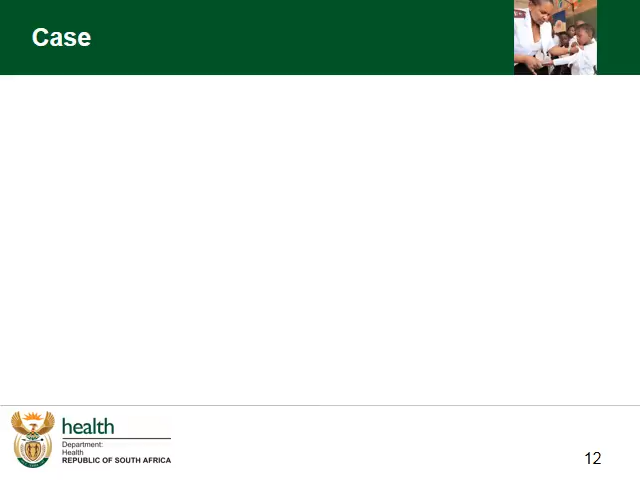 Case
health
Department:
Health
REPUBLIC OF SOUTH AFRICA
12